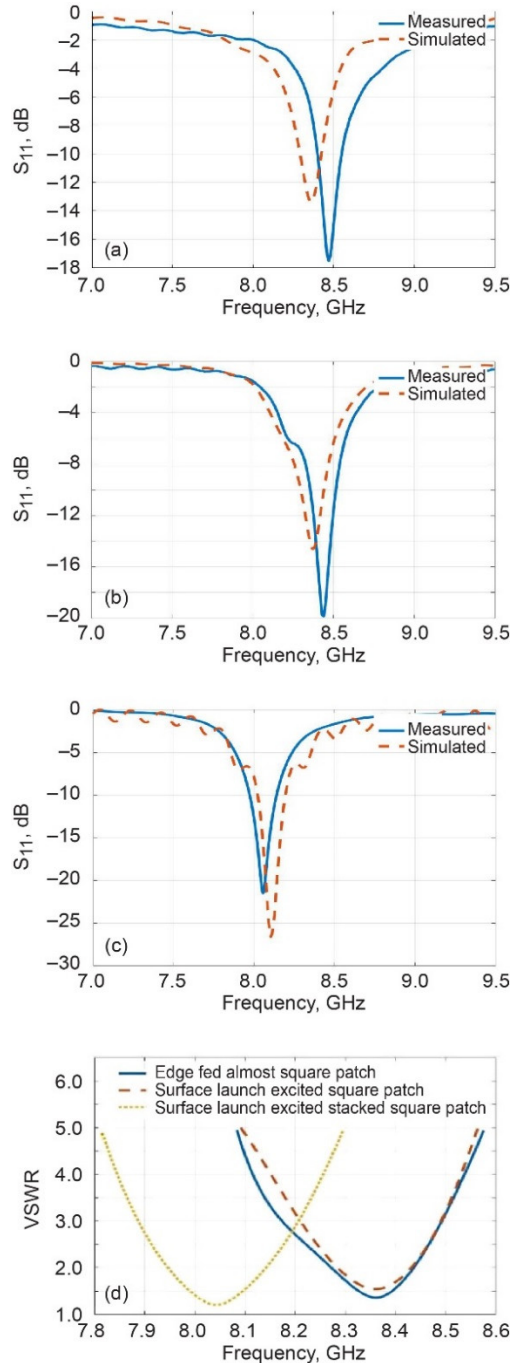 0
−2
−4
−6
−8
−10
−12
−14
−16
−18
S11, dB
Measured
Simulated
(a)
7.0 7.5 8.0 8.5 9.0 9.5
Frequency, GHz
0
−4
−8
−12
−16
−20
S11, dB
Measured
Simulated
(b)
7.0 7.5 8.0 8.5 9.0 9.5
Frequency, GHz
0
−5
−10
−15
−20
−25
−30
S11, dB
Measured
Simulated
(c)
7.0 7.5 8.0 8.5 9.0 9.5
Frequency, GHz
Edge fed almost square patch
Surface launch excited square patch
Surface launch excited stacked square patch
6.0
5.0
4.0
3.0
2.0
1.0
VSWR
(d)
7.8 7.9 8.0 8.1 8.2 8.3 8.4 8.5 8.6
Frequency, GHz